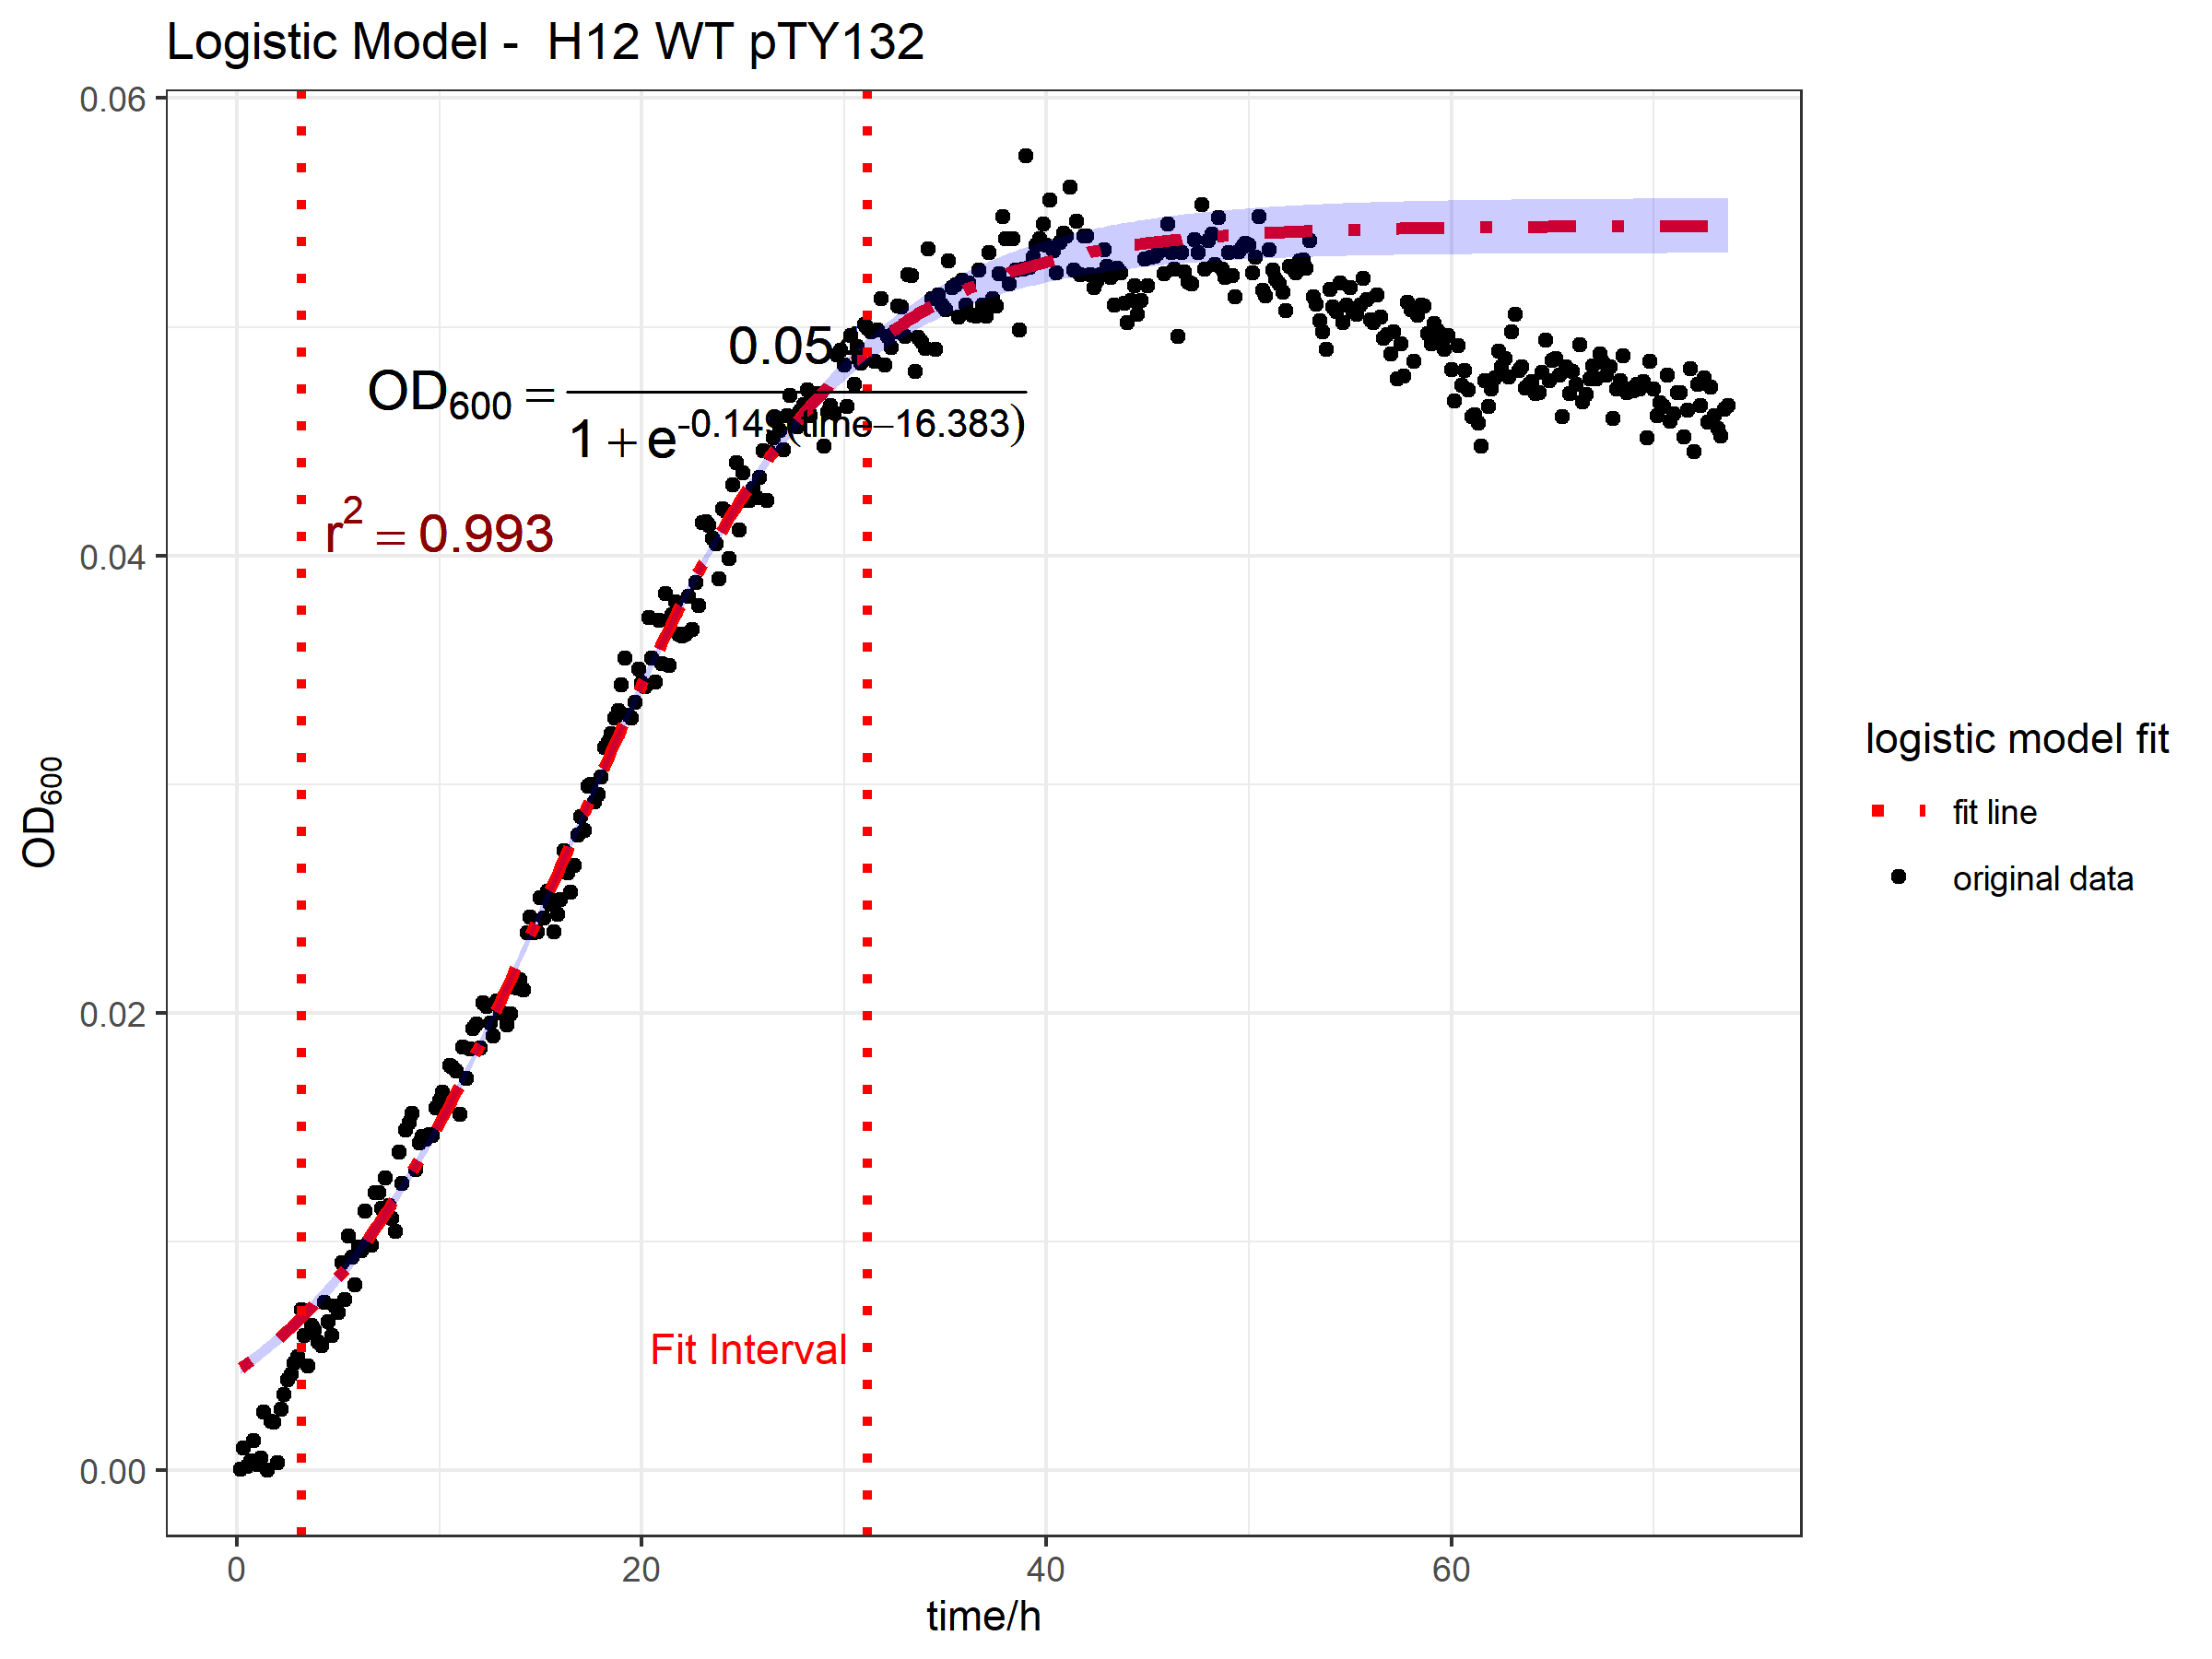 Logistic Model -  H12 WT pTY132
0.06
0.04
0.02
0.00
OD600
0.05
OD600 =
1 + e-0.14 (time−16.383)
r2 = 0.993
Fit Interval
0 20 40 60
time/h
logistic model fit
fit line
original data